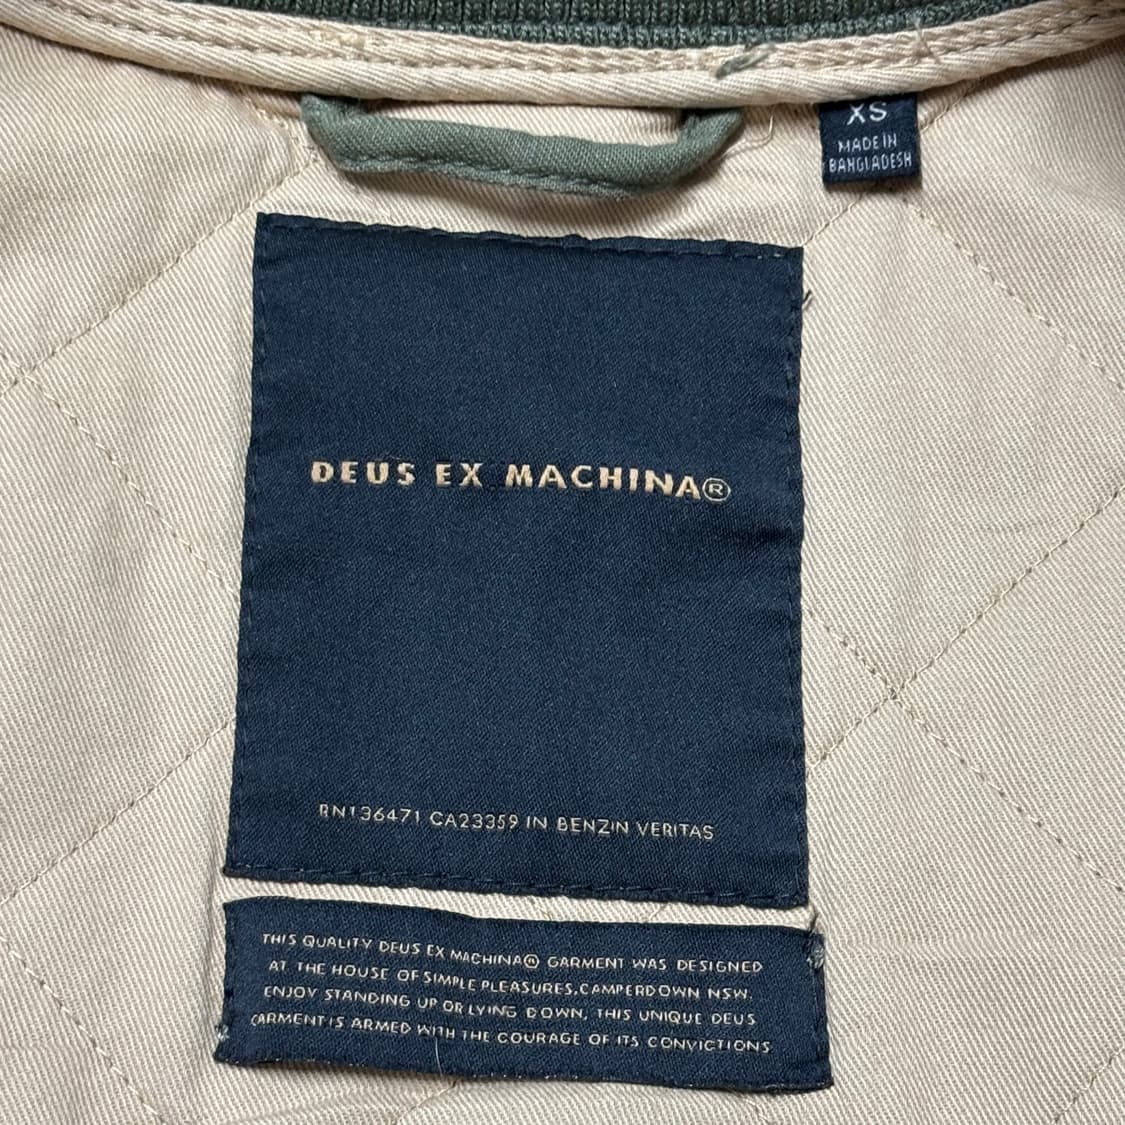 XS
MADE IN
BANGLADESH
DEUS EX MACHINA®
RN136471 CA23359 IN BENZIN VERITAS
THIS QUALITY DEUS EX MACHINA® GARMENT WAS DESIGNED
AT THE HOUSE OF SIMPLE PLEASURES, CAMPERDOWN NSW.
ENJOY STANDING UP OR LYING DOWN, THIS UNIQUE DEUS
GARMENT IS ARMED WITH THE COURAGE OF ITS CONVICTIONS